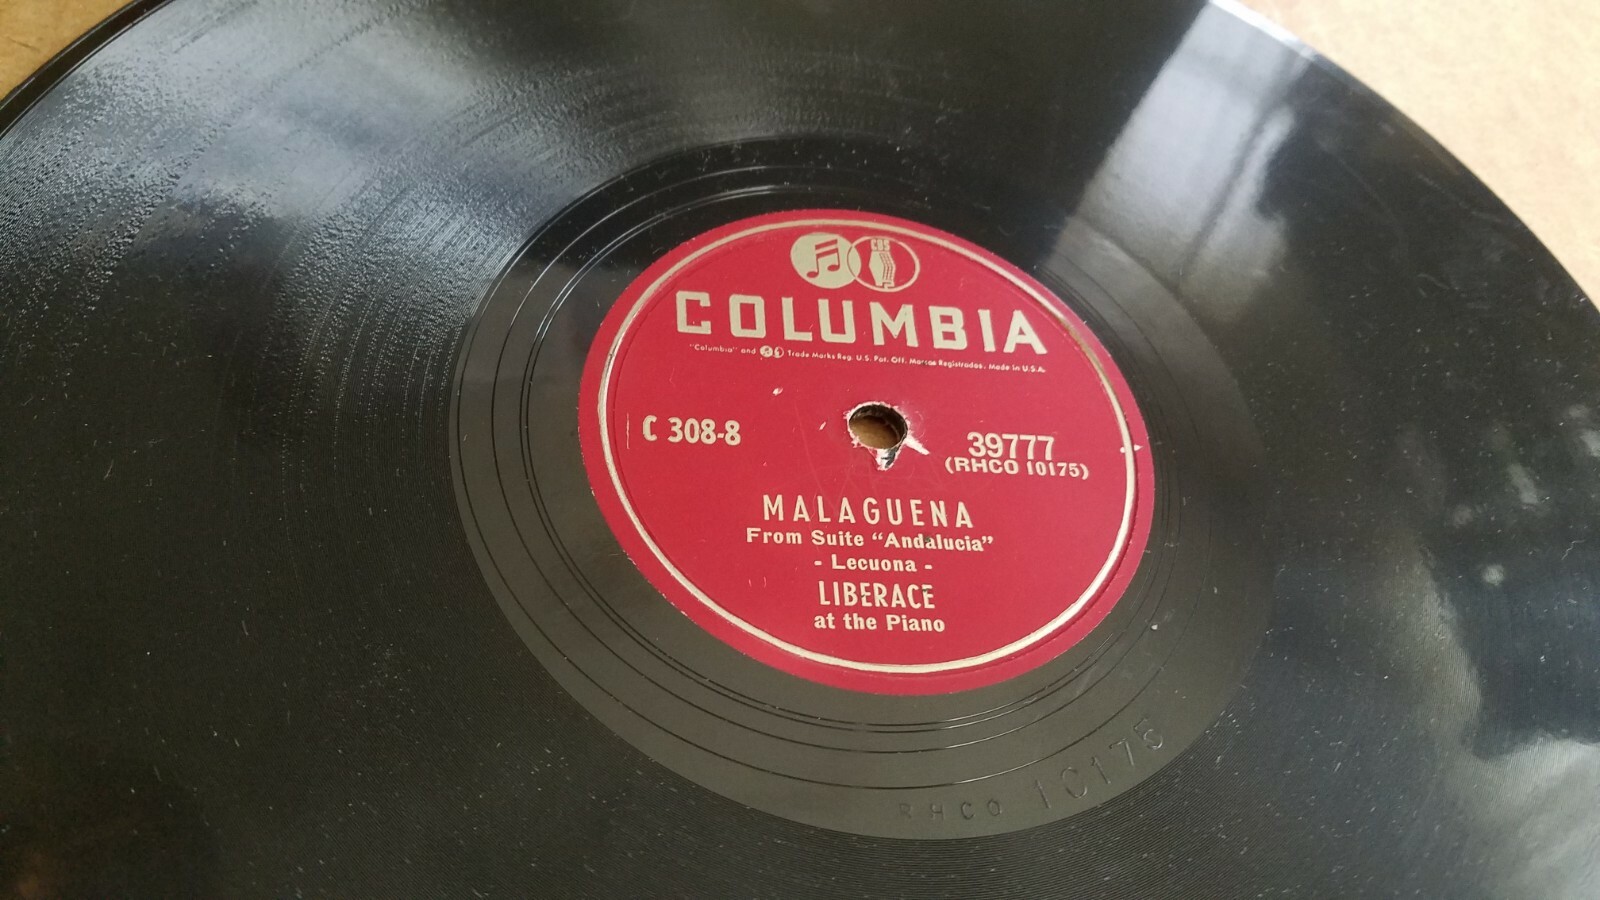 CBS
COLUMBIA
"Columbia" and Trade Marks Reg. U.S. Pat. Off. Marcas Registradas. Made in U.S.A.
C 308-8
39777
(RHCO 10175)
MALAGUENA
From Suite “Andalucia”
- Lecuona -
LIBERACE
at the Piano
RHCO 10175